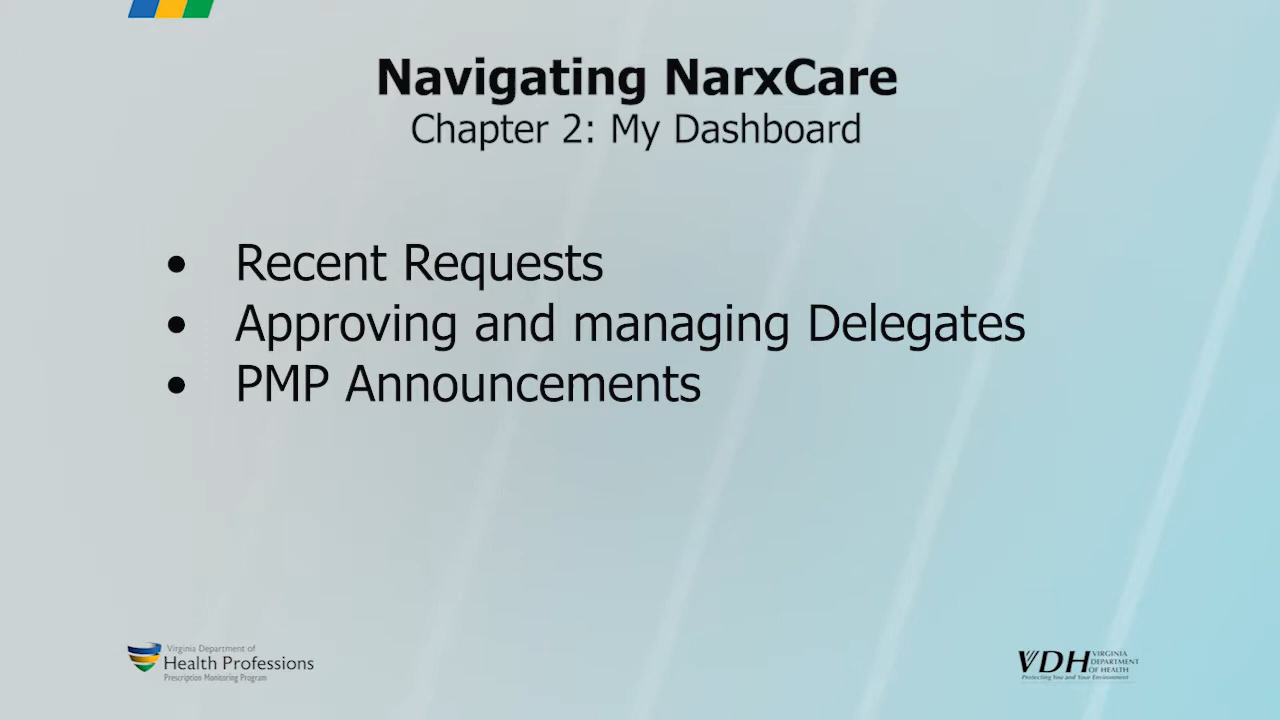 Navigating NarxCare
Chapter 2: My Dashboard
• Recent Requests
• Approving and managing Delegates
• PMP Announcements
Virginia Department of
Health Professions
Prescription Monitoring Program
VDH VIRGINIA
DEPARTMENT
OF HEALTH
Protecting You and Your Environment